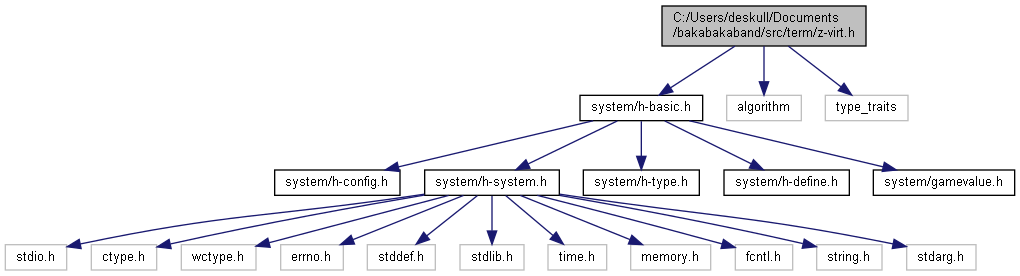 C:/Users/deskull/Documents
/bakabakaband/src/term/z-virt.h
system/h-basic.h
algorithm
type_traits
system/h-config.h
system/h-system.h
system/h-type.h
system/h-define.h
system/gamevalue.h
stdio.h
ctype.h
wctype.h
errno.h
stddef.h
stdlib.h
time.h
memory.h
fcntl.h
string.h
stdarg.h